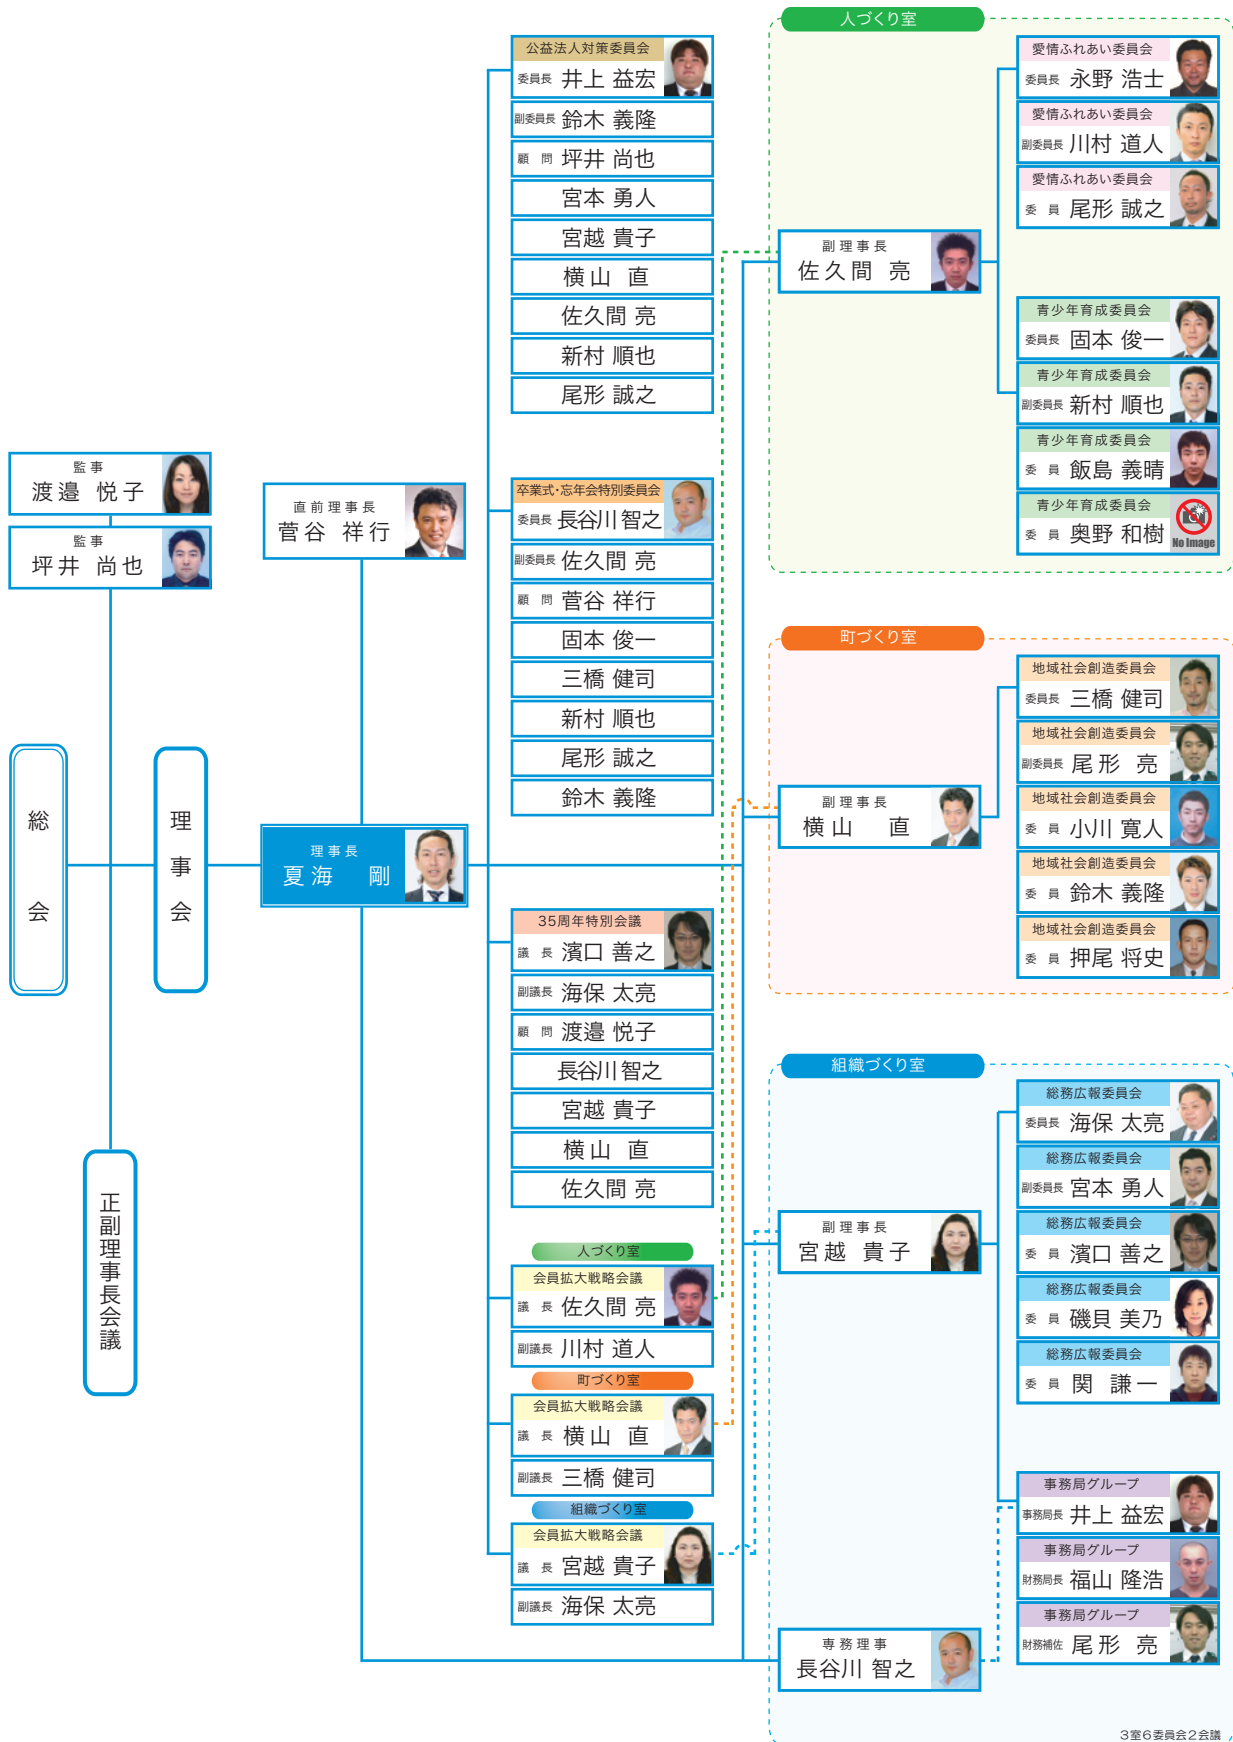 総会
監事
渡邉 悦子
監事
坪井 尚也
理事会
正副理事長会議
直前理事長
菅谷 祥行
理事長
夏海 剛
公益法人対策委員会
委員長 井上 益宏
副委員長 鈴木 義隆
顧問 坪井 尚也
宮本 勇人
宮越 貴子
横山 直
佐久間 亮
新村 順也
尾形 誠之
卒業式・忘年会特別委員会
委員長 長谷川 智之
副委員長 佐久間 亮
顧問 菅谷 祥行
固本 俊一
三橋 健司
新村 順也
尾形 誠之
鈴木 義隆
35周年特別会議
議長 濱口 善之
副議長 海保 太亮
顧問 渡邉 悦子
長谷川 智之
宮越 貴子
横山 直
佐久間 亮
人づくり室
会員拡大戦略会議
議長 佐久間 亮
副議長 川村 道人
町づくり室
会員拡大戦略会議
議長 横山 直
副議長 三橋 健司
組織づくり室
会員拡大戦略会議
議長 宮越 貴子
副議長 海保 太亮
人づくり室
副理事長
佐久間 亮
愛情ふれあい委員会
委員長 永野 浩士
愛情ふれあい委員会
副委員長 川村 道人
愛情ふれあい委員会
委員 尾形 誠之
青少年育成委員会
委員長 固本 俊一
青少年育成委員会
副委員長 新村 順也
青少年育成委員会
委員 飯島 義晴
青少年育成委員会
委員 奥野 和樹
No Image
町づくり室
副理事長
横山 直
地域社会創造委員会
委員長 三橋 健司
地域社会創造委員会
副委員長 尾形 亮
地域社会創造委員会
委員 小川 寛人
地域社会創造委員会
委員 鈴木 義隆
地域社会創造委員会
委員 押尾 将史
組織づくり室
副理事長
宮越 貴子
総務広報委員会
委員長 海保 太亮
総務広報委員会
副委員長 宮本 勇人
総務広報委員会
委員 濱口 善之
総務広報委員会
委員 磯貝 美乃
総務広報委員会
委員 関 謙一
専務理事
長谷川 智之
事務局グループ
事務局長 井上 益宏
事務局グループ
財務局長 福山 隆浩
事務局グループ
財務補佐 尾形 亮
3室6委員会2会議